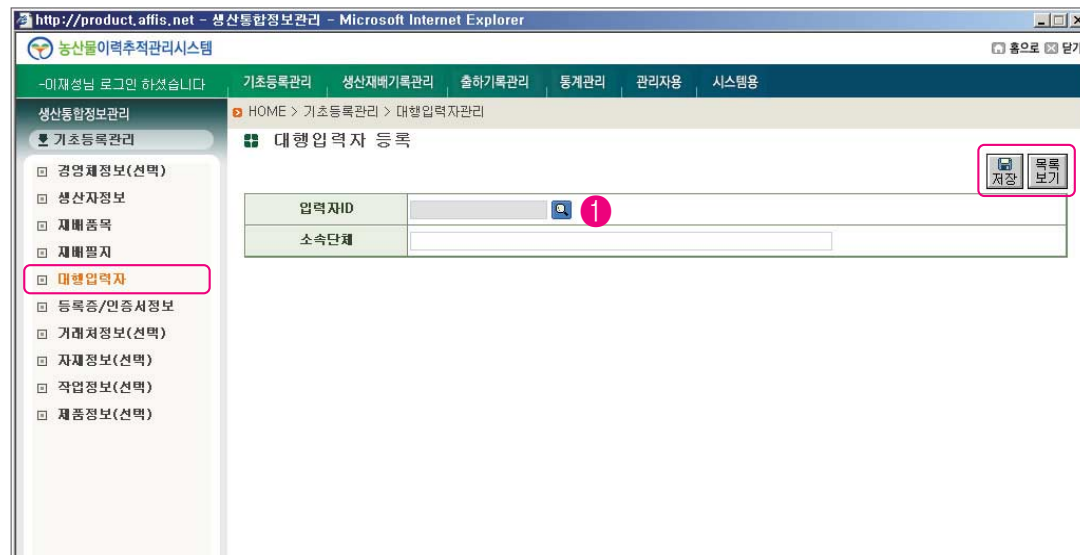 http://product.affis.net - 생산통합정보관리 - Microsoft Internet Explorer
농산물이력추적관리시스템
홈으로 닫기
-이재성님 로그인 하셨습니다
기초등록관리 생산재배기록관리 출하기록관리 통계관리 관리자용 시스템용
생산통합정보관리
HOME > 기초등록관리 > 대행입력자관리
기초등록관리
대행입력자 등록
저장
목록
보기
경영체정보(선택)
생산자정보
재배품목
재배필지
대행입력자
등록증/인증서정보
거래처정보(선택)
자재정보(선택)
작업정보(선택)
제품정보(선택)
입력자ID
1
소속단체